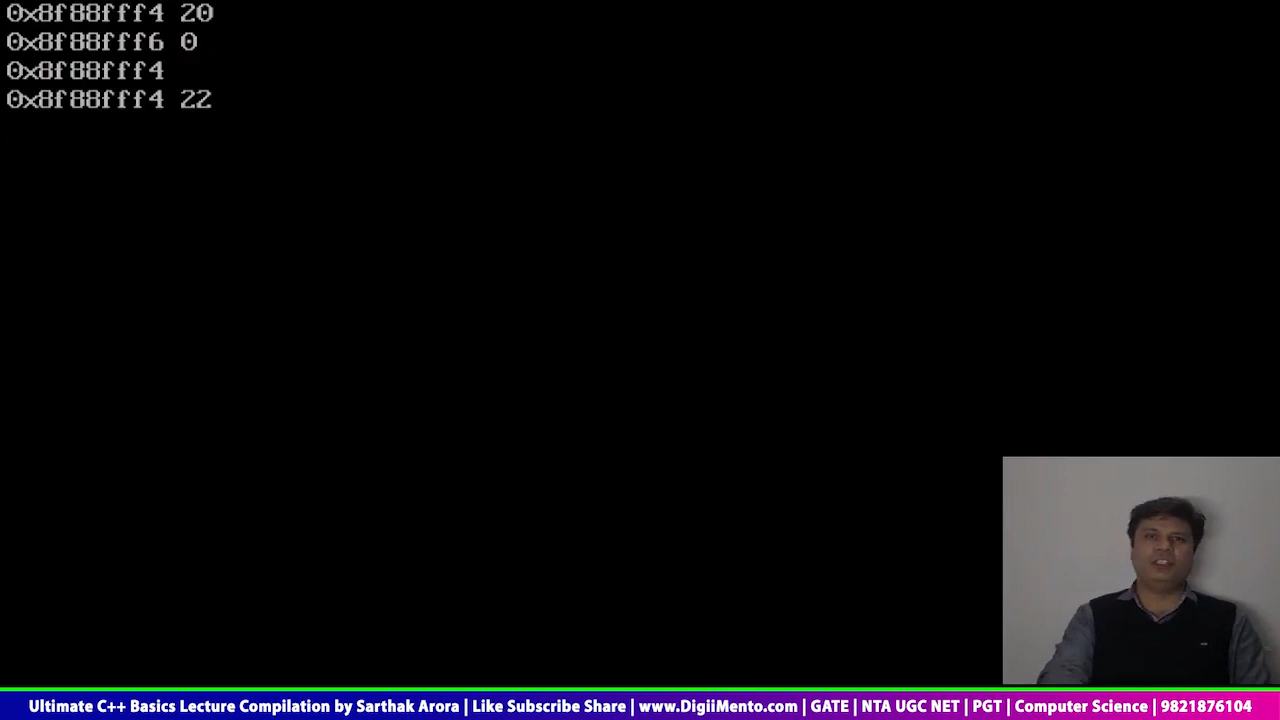 0x8f88fff4 20
0x8f88fff6 0
0x8f88fff4
0x8f88fff4 22
Ultimate C++ Basics Lecture Compilation by Sarthak Arora | Like Subscribe Share | www.DigiiMento.com | GATE | NTA UGC NET | PGT | Computer Science | 9821876104